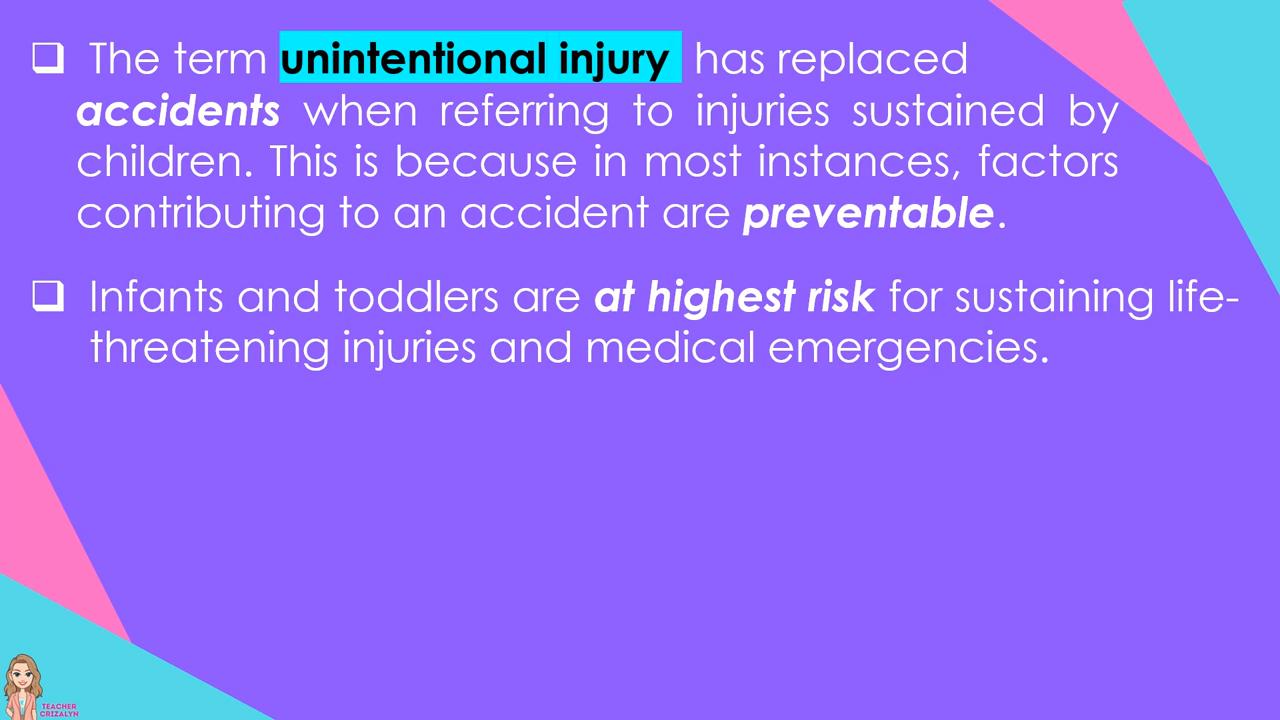 ❑ The term unintentional injury has replaced
accidents when referring to injuries sustained by
children. This is because in most instances, factors
contributing to an accident are preventable.
❑ Infants and toddlers are at highest risk for sustaining life-
threatening injuries and medical emergencies.
TEACHER
CRIZALYN